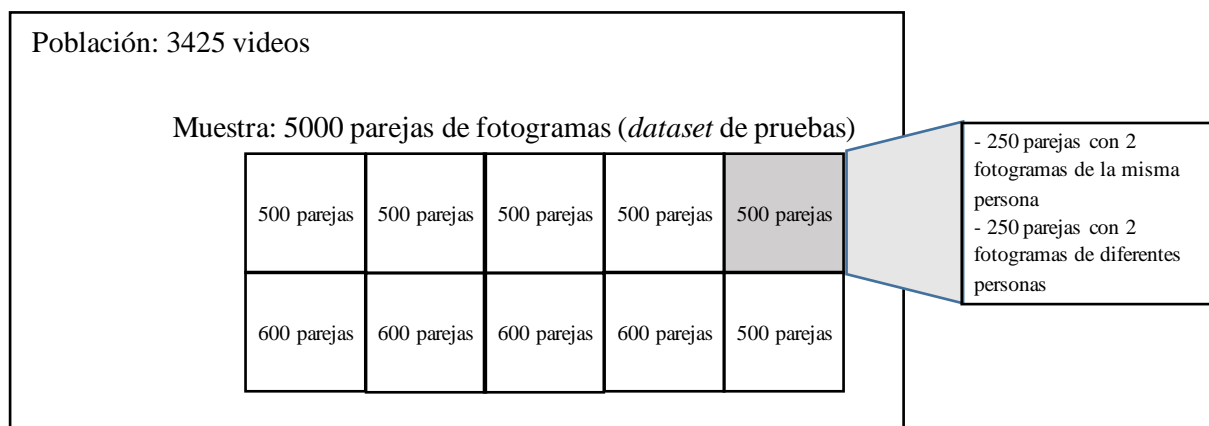 Población: 3425 videos
Muestra: 5000 parejas de fotogramas (dataset de pruebas)
500 parejas 500 parejas 500 parejas 500 parejas 500 parejas
600 parejas 600 parejas 600 parejas 600 parejas 500 parejas
- 250 parejas con 2
fotogramas de la misma
persona
- 250 parejas con 2
fotogramas de diferentes
personas